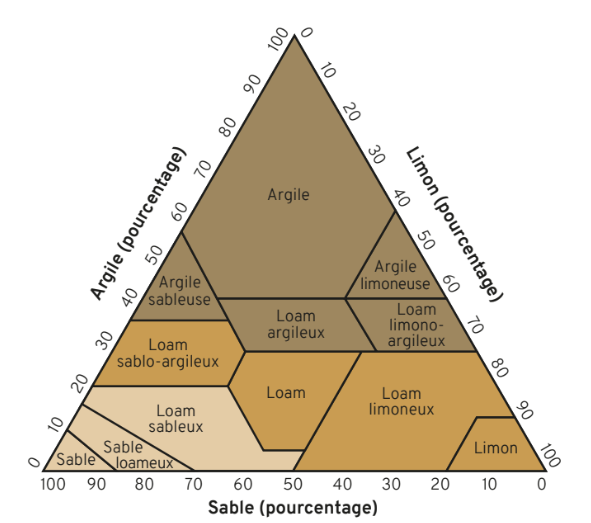 100
0
90
10
80
20
70
30
60
40
50
50
40
60
30
70
20
80
10
90
0
100
Argile (pourcentage)
Limon (pourcentage)
Argile
Argile
sableuse
Argile
limoneuse
Loam
argileux
Loam
limono-
argileux
Loam
sablo-argileux
Loam
Loam
limoneux
Loam
sableux
Sable
loameux
Sable
Limon
100 90 80 70 60 50 40 30 20 10 0
Sable (pourcentage)